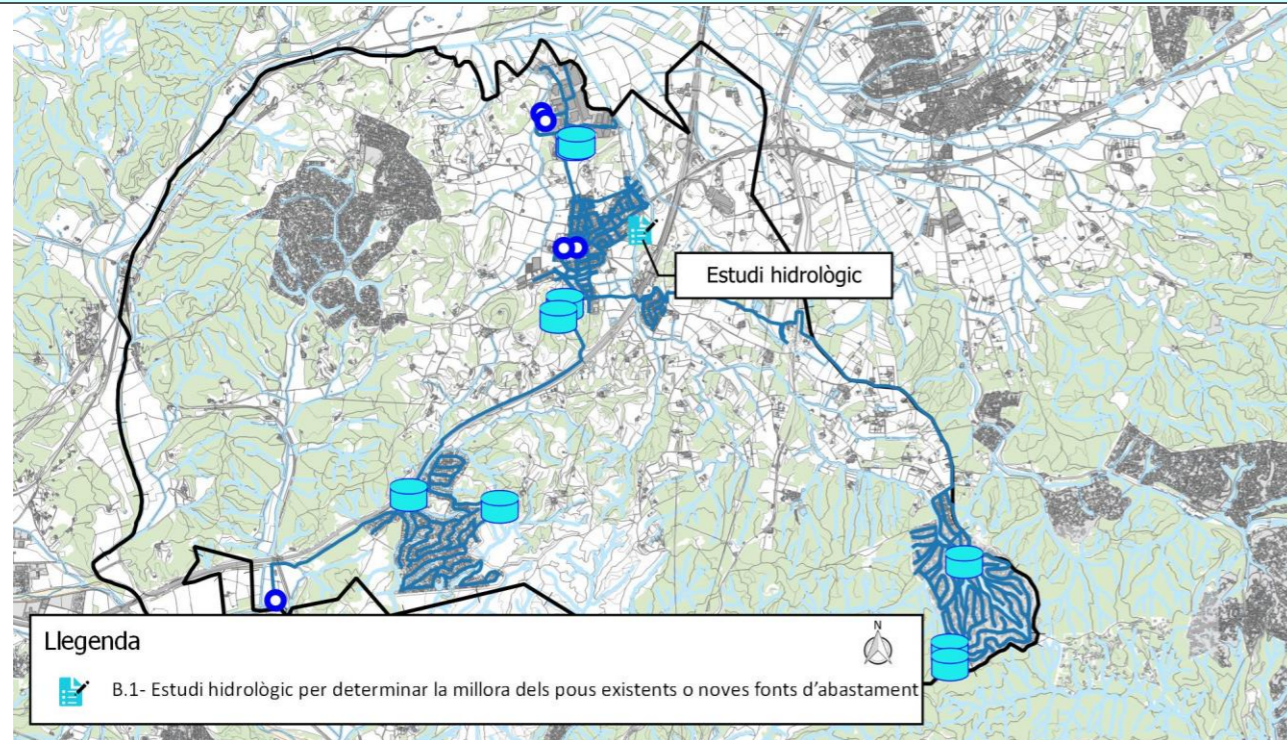 Estudi hidrològic
Llegenda
N
B.1- Estudi hidrològic per determinar la millora dels pous existents o noves fonts d’abastament